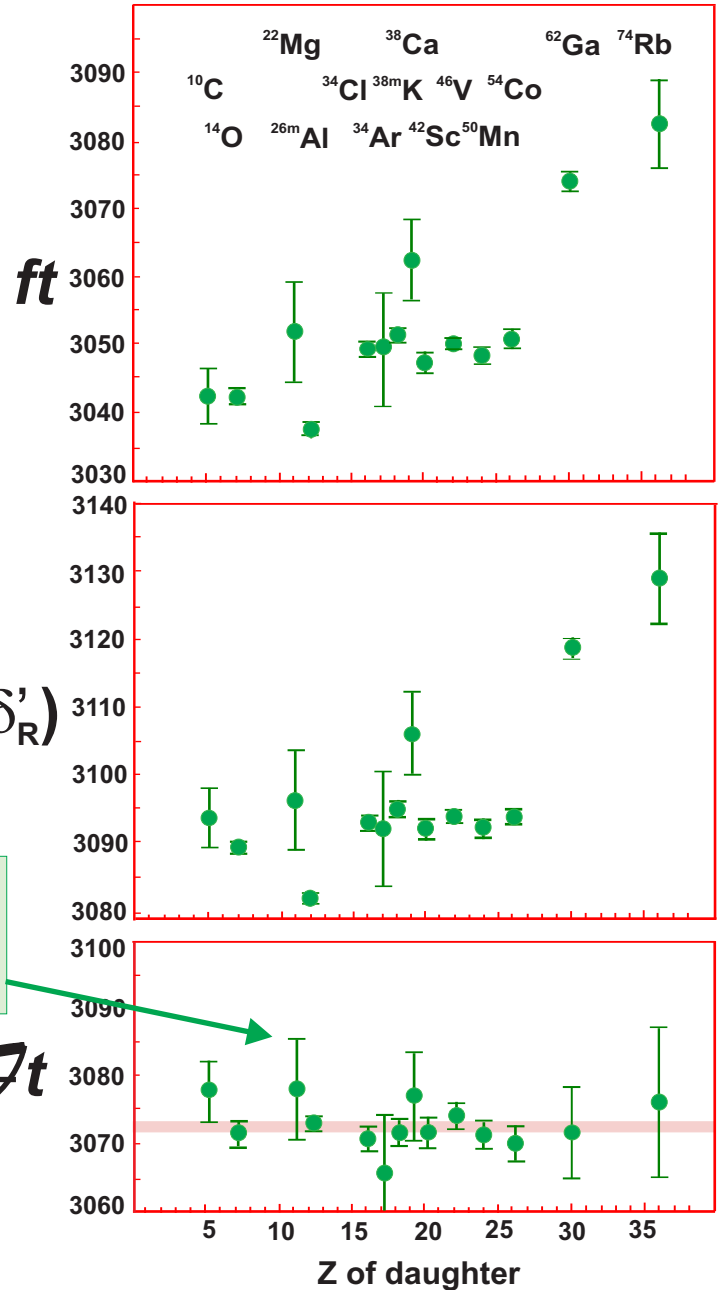 3090
3080
3070
3060
3050
3040
3030
ft
²²Mg ³⁸Ca ⁶²Ga ⁷⁴Rb
¹⁰C ³⁴Cl ³⁸ᵐK ⁴⁶V ⁵⁴Co
¹⁴O ²⁶ᵐAl ³⁴Ar ⁴²Sc ⁵⁰Mn
3140
3130
3120
3110
3100
3090
3080
δ'R)
3100
3090
3080
3070
3060
ℱt
5 10 15 20 25 30 35
Z of daughter